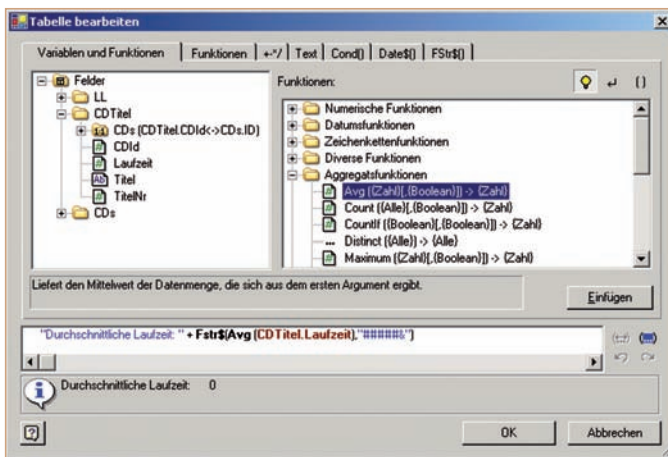 Tabelle bearbeiten
Variablen und Funktionen
Funktionen
+-*/
Text
Cond()
Date$()
FStr$()
Felder
LL
CDTitel
CDs (CDTitel.CDId<->CDs.ID)
CDId
Laufzeit
Titel
TitelNr
CDs
Funktionen:
Numerische Funktionen
Datumsfunktionen
Zeichenkettenfunktionen
Diverse Funktionen
Aggregatsfunktionen
Avg ({Zahl}[,{Boolean}]) -> {Zahl}
Count ({Alle}[,{Boolean}]) -> {Zahl}
CountIf ({Boolean}[,{Boolean}]) -> {Zahl}
Distinct ({Alle}) -> {Alle}
Maximum ({Zahl}[,{Boolean}]) -> {Zahl}
Liefert den Mittelwert der Datenmenge, die sich aus dem ersten Argument ergibt.
Einfügen
"Durchschnittliche Laufzeit: " + Fstr$(Avg (CDTitel.Laufzeit),"#####&")
Durchschnittliche Laufzeit: 0
OK
Abbrechen